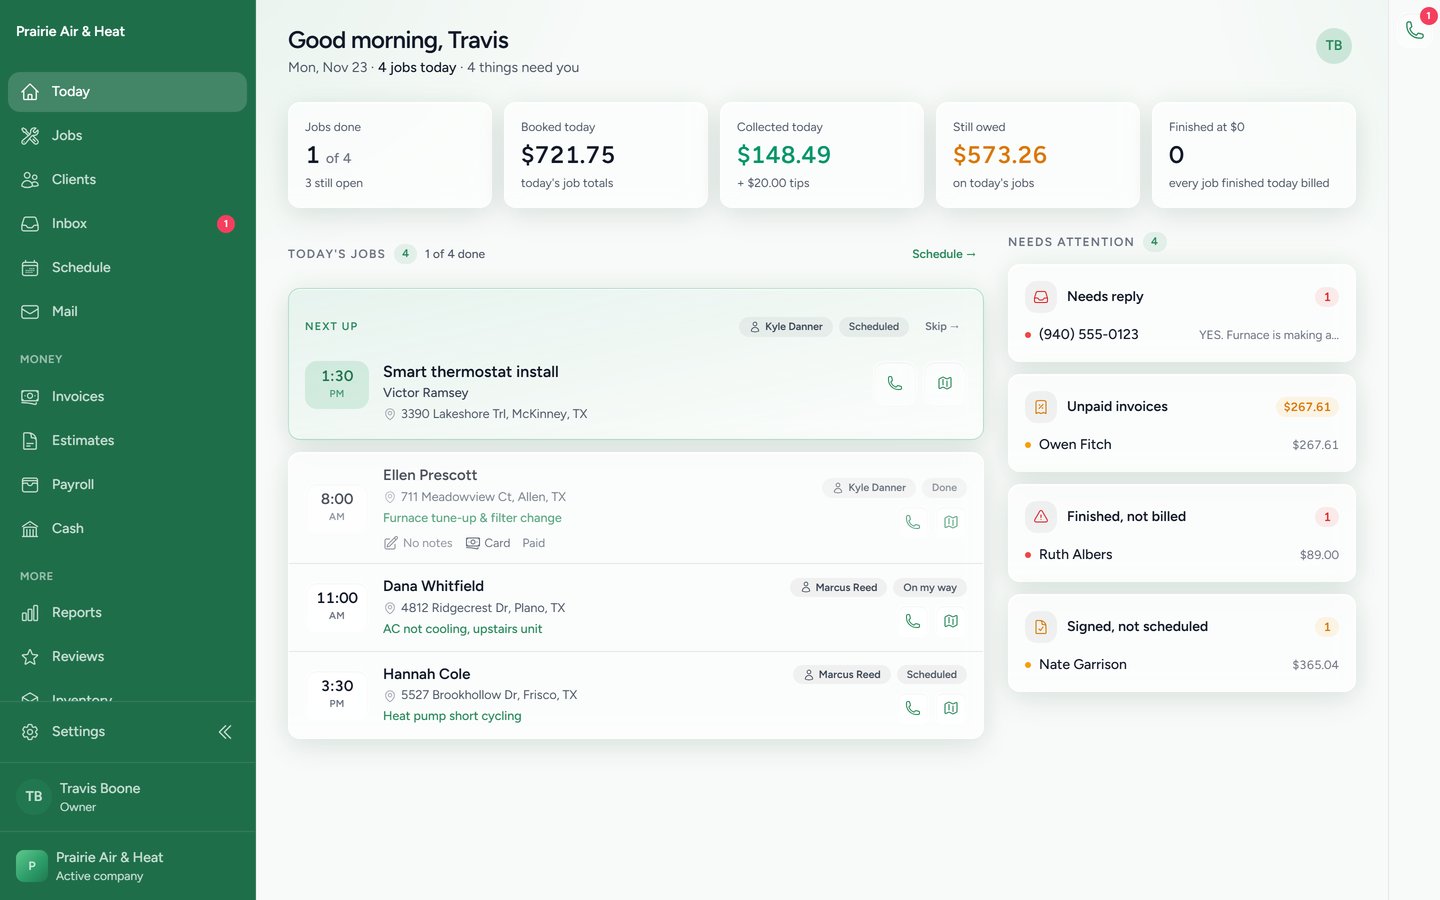 Prairie Air & Heat
Today
Jobs
Clients
Inbox
1
Schedule
Mail
MONEY
Invoices
Estimates
Payroll
Cash
MORE
Reports
Reviews
Inventory
Settings
TB
Travis Boone
Owner
P
Prairie Air & Heat
Active company
Good morning, Travis
Mon, Nov 23 · 4 jobs today · 4 things need you
TB
1
Jobs done
1 of 4
3 still open
Booked today
$721.75
today's job totals
Collected today
$148.49
+ $20.00 tips
Still owed
$573.26
on today's jobs
Finished at $0
0
every job finished today billed
TODAY'S JOBS 4 1 of 4 done
Schedule →
NEXT UP
Kyle Danner
Scheduled
Skip →
1:30
PM
Smart thermostat install
Victor Ramsey
3390 Lakeshore Trl, McKinney, TX
8:00
AM
Ellen Prescott
711 Meadowview Ct, Allen, TX
Furnace tune-up & filter change
No notes Card Paid
Kyle Danner
Done
11:00
AM
Dana Whitfield
4812 Ridgecrest Dr, Plano, TX
AC not cooling, upstairs unit
Marcus Reed
On my way
3:30
PM
Hannah Cole
5527 Brookhollow Dr, Frisco, TX
Heat pump short cycling
Marcus Reed
Scheduled
NEEDS ATTENTION 4
Needs reply
1
(940) 555-0123
YES. Furnace is making a...
Unpaid invoices
$267.61
Owen Fitch
$267.61
Finished, not billed
1
Ruth Albers
$89.00
Signed, not scheduled
1
Nate Garrison
$365.04